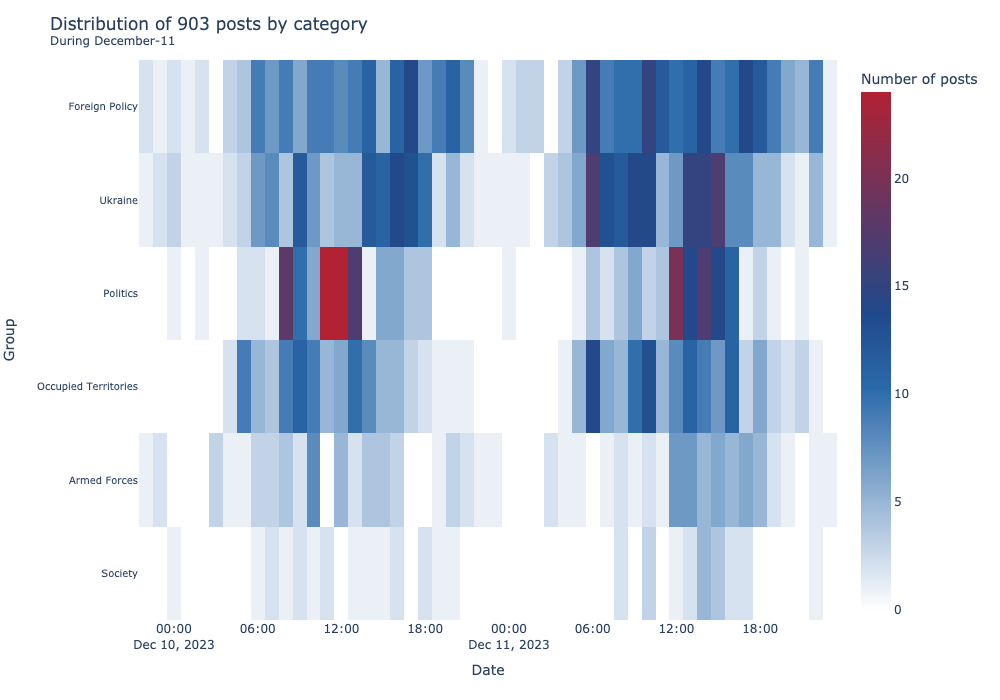 Distribution of 903 posts by category
During December-11
Number of posts
Foreign Policy
Ukraine
Politics
Occupied Territories
Armed Forces
Society
Group
20
15
10
5
0
00:00 06:00 12:00 18:00 00:00 06:00 12:00 18:00
Dec 10, 2023 Dec 11, 2023
Date